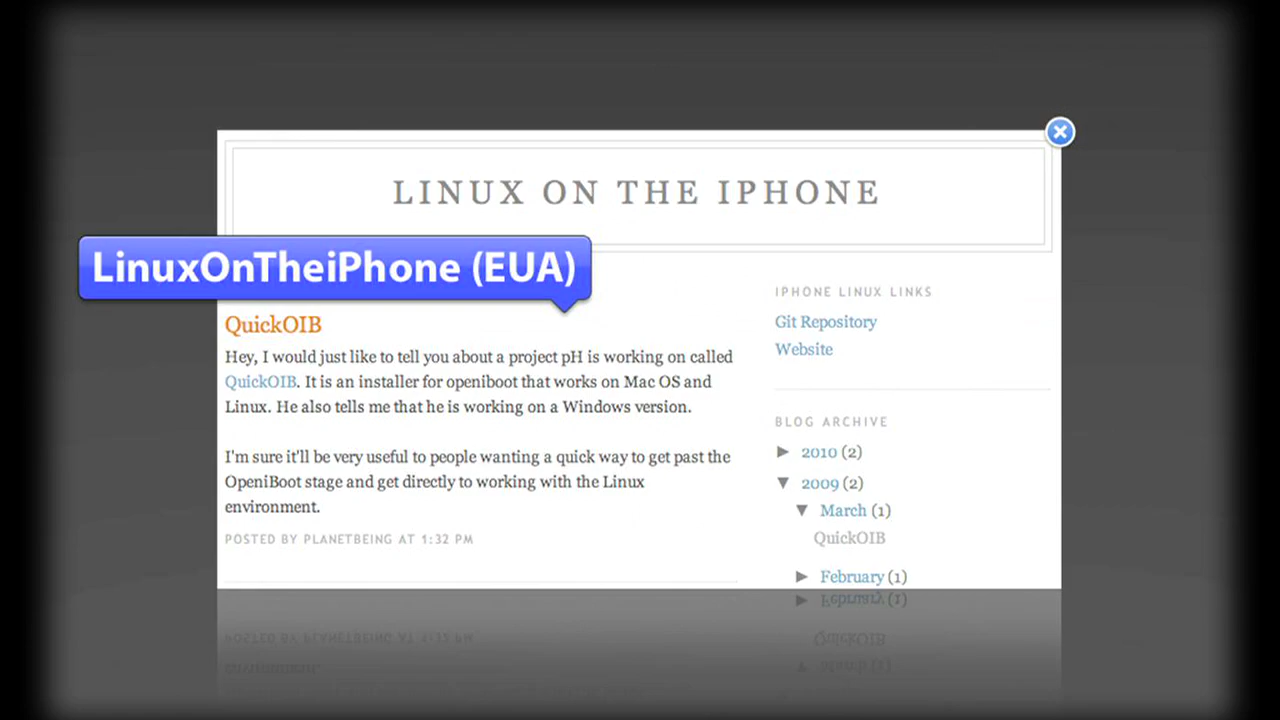 LINUX ON THE IPHONE
LinuxOnTheiPhone (EUA)
QuickOIB
Hey, I would just like to tell you about a project pH is working on called
QuickOIB. It is an installer for openiboot that works on Mac OS and
Linux. He also tells me that he is working on a Windows version.
I'm sure it'll be very useful to people wanting a quick way to get past the
OpeniBoot stage and get directly to working with the Linux
environment.
POSTED BY PLANETBEING AT 1:32 PM
IPHONE LINUX LINKS
Git Repository
Website
BLOG ARCHIVE
► 2010 (2)
▼ 2009 (2)
▼ March (1)
QuickOIB
► February (1)